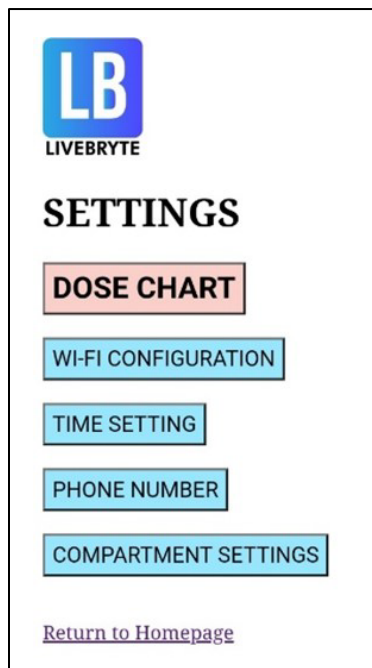 LB
LIVEBRYTE
SETTINGS
DOSE CHART
WI-FI CONFIGURATION
TIME SETTING
PHONE NUMBER
COMPARTMENT SETTINGS
Return to Homepage